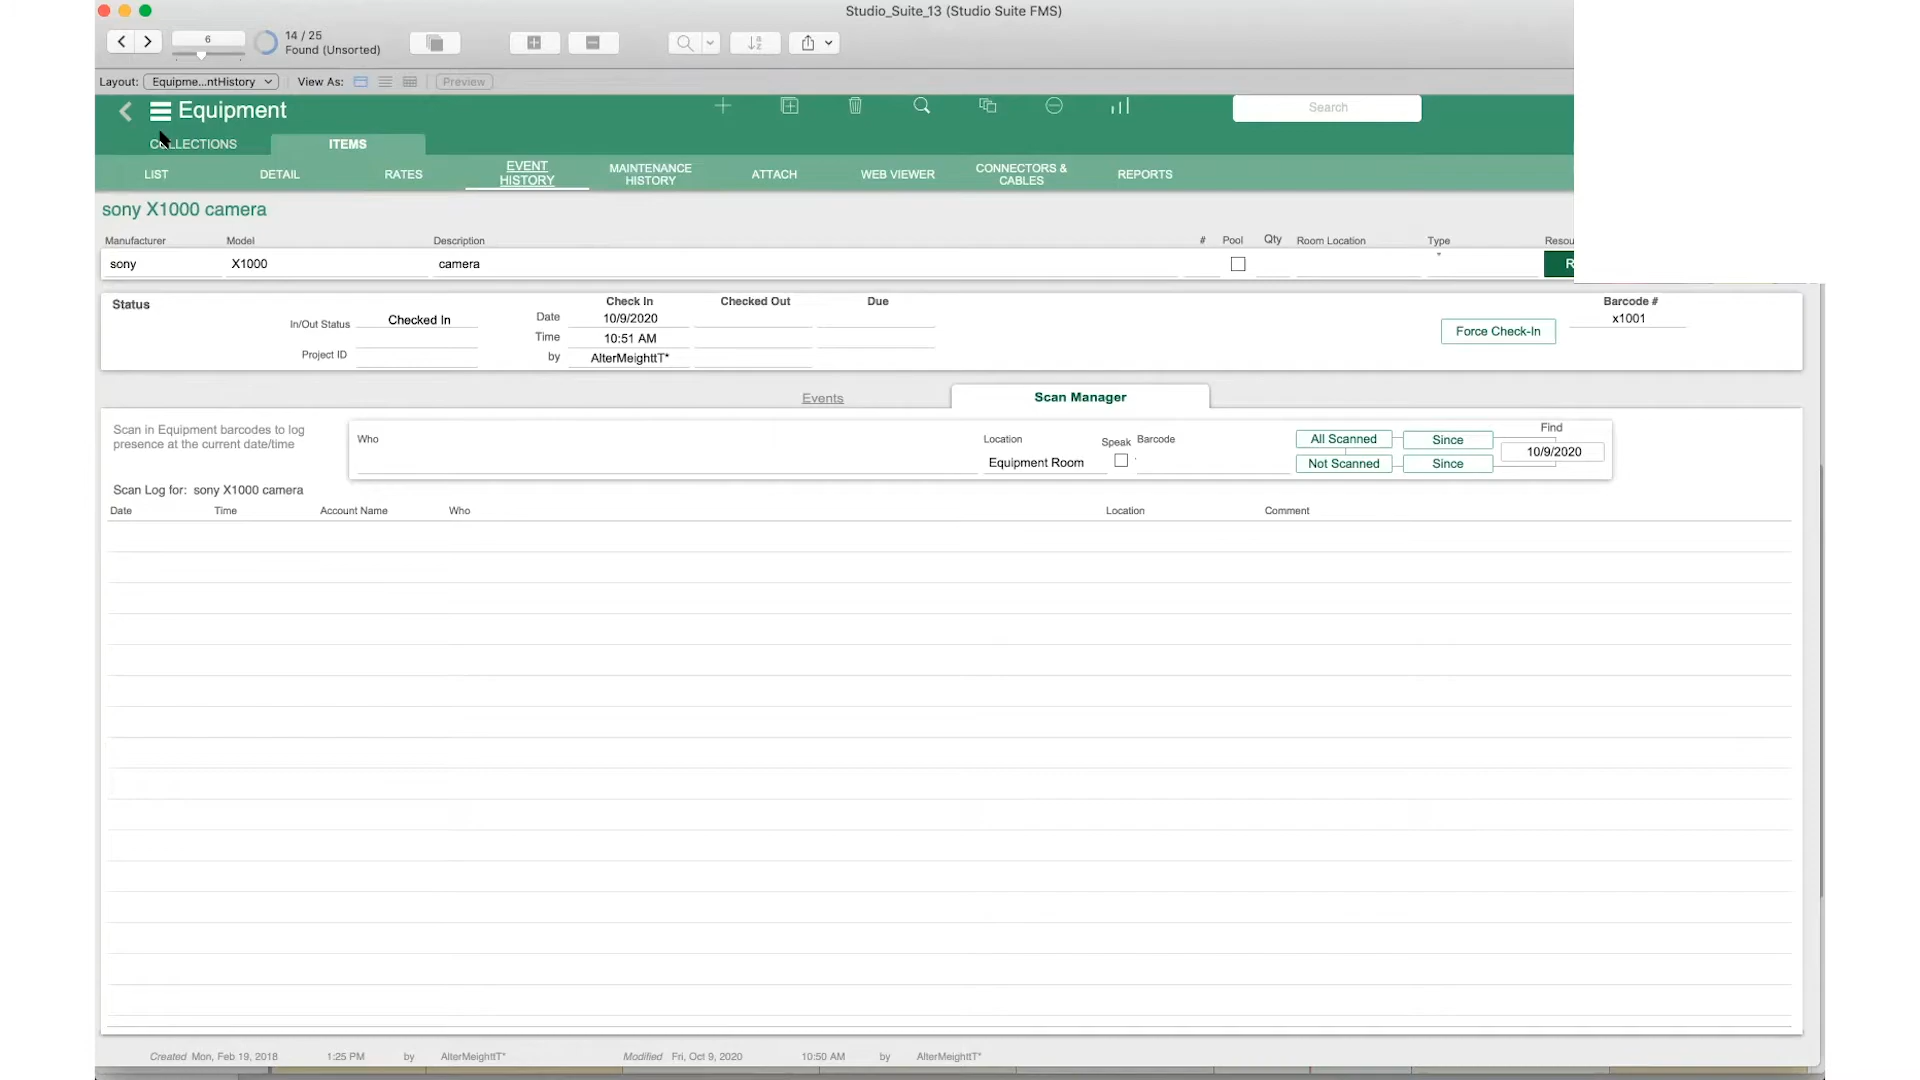 Studio_Suite_13 (Studio Suite FMS)
6
14 / 25
Found (Unsorted)
Layout: Equipme...ntHistory View As: Preview
Equipment
Search
COLLECTIONS ITEMS
LIST DETAIL RATES EVENT HISTORY MAINTENANCE HISTORY ATTACH WEB VIEWER CONNECTORS & CABLES REPORTS
sony X1000 camera
Manufacturer Model Description # Pool Qty Room Location Type Resou
sony X1000 camera R
Status Check In Checked Out Due Barcode #
In/Out Status Checked In Date 10/9/2020 x1001
Time 10:51 AM Force Check-In
Project ID by AlterMeighttT*
Events Scan Manager
Scan in Equipment barcodes to log
presence at the current date/time
Who Location Speak Barcode All Scanned Since Find
Equipment Room Not Scanned Since 10/9/2020
Scan Log for: sony X1000 camera
Date Time Account Name Who Location Comment
Created Mon, Feb 19, 2018 1:25 PM by AlterMeighttT* Modified Fri, Oct 9, 2020 10:50 AM by AlterMeighttT*